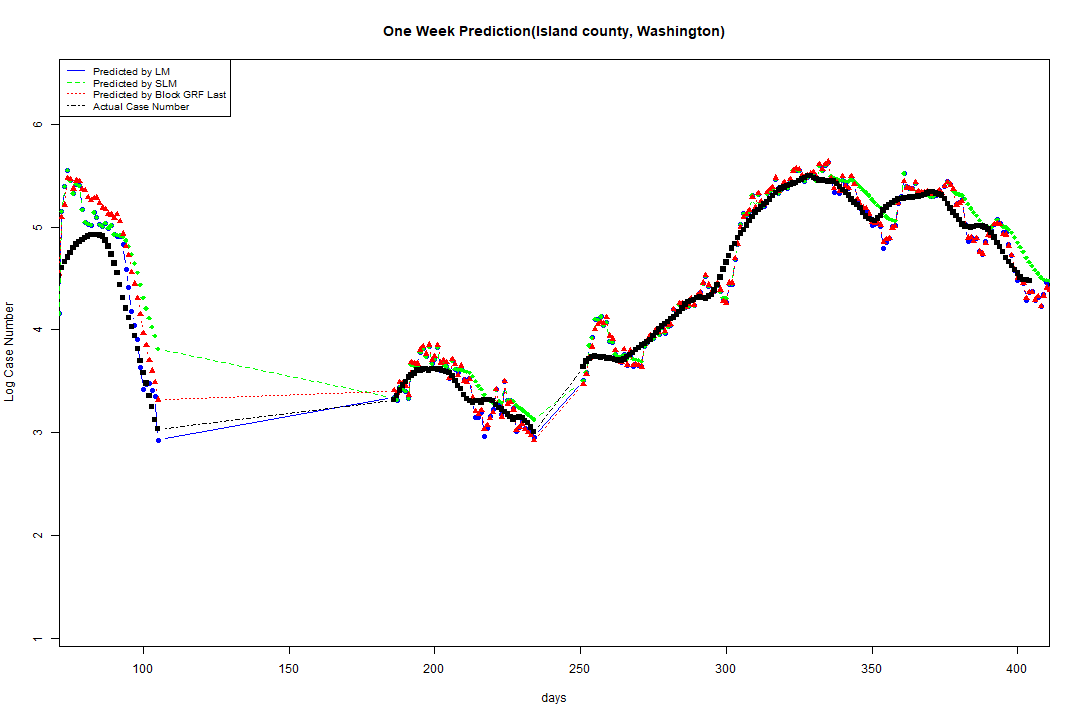 One Week Prediction(Island county, Washington)
Predicted by LM
Predicted by SLM
Predicted by Block GRF Last
Actual Case Number
Log Case Number
6
5
4
3
2
1
100 150 200 250 300 350 400
days